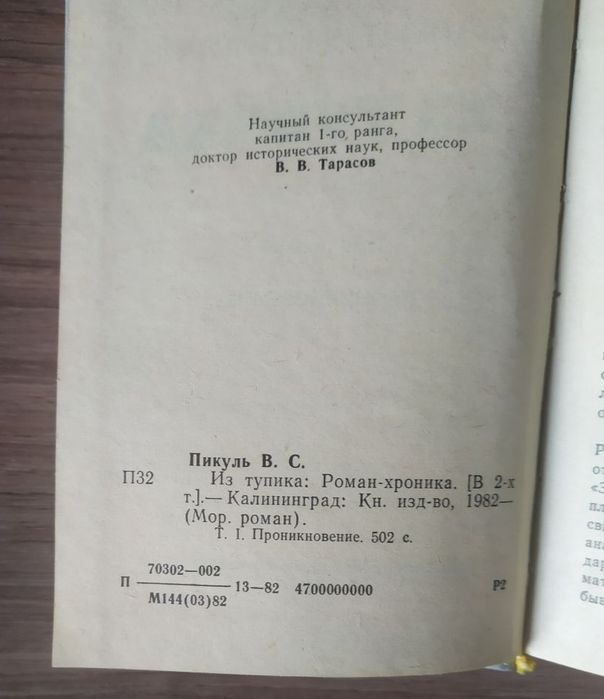 Научный консультант
капитан 1-го, ранга,
доктор исторических наук, профессор
В. В. Тарасов
Пикуль В. С.
П32 Из тупика: Роман-хроника. [В 2-х
т.].— Калининград: Кн. изд-во, 1982—
(Мор. роман).
Т. I. Проникновение. 502 с.
70302—002
П 13—82 4700000000 Р2
М144(03)82